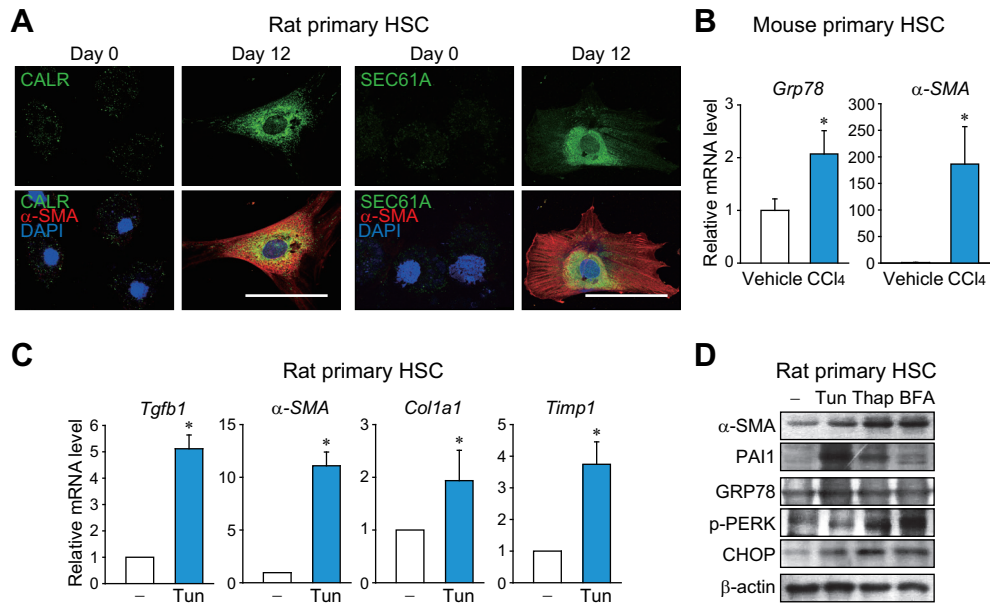 A
Rat primary HSC
Day 0
Day 12
Day 0
Day 12
CALR
SEC61A
CALR
α-SMA
DAPI
SEC61A
α-SMA
DAPI
B
Mouse primary HSC
Grp78
α-SMA
Relative mRNA level
3
2
1
0
*
Vehicle CCl4
300
250
200
150
100
50
0
*
Vehicle CCl4
C
Rat primary HSC
Tgfb1
α-SMA
Col1a1
Timp1
Relative mRNA level
6
5
4
3
2
1
0
*
– Tun
15
10
5
0
*
– Tun
3
2
1
0
*
– Tun
5
4
3
2
1
0
*
– Tun
D
Rat primary HSC
– Tun Thap BFA
α-SMA
PAI1
GRP78
p-PERK
CHOP
β-actin